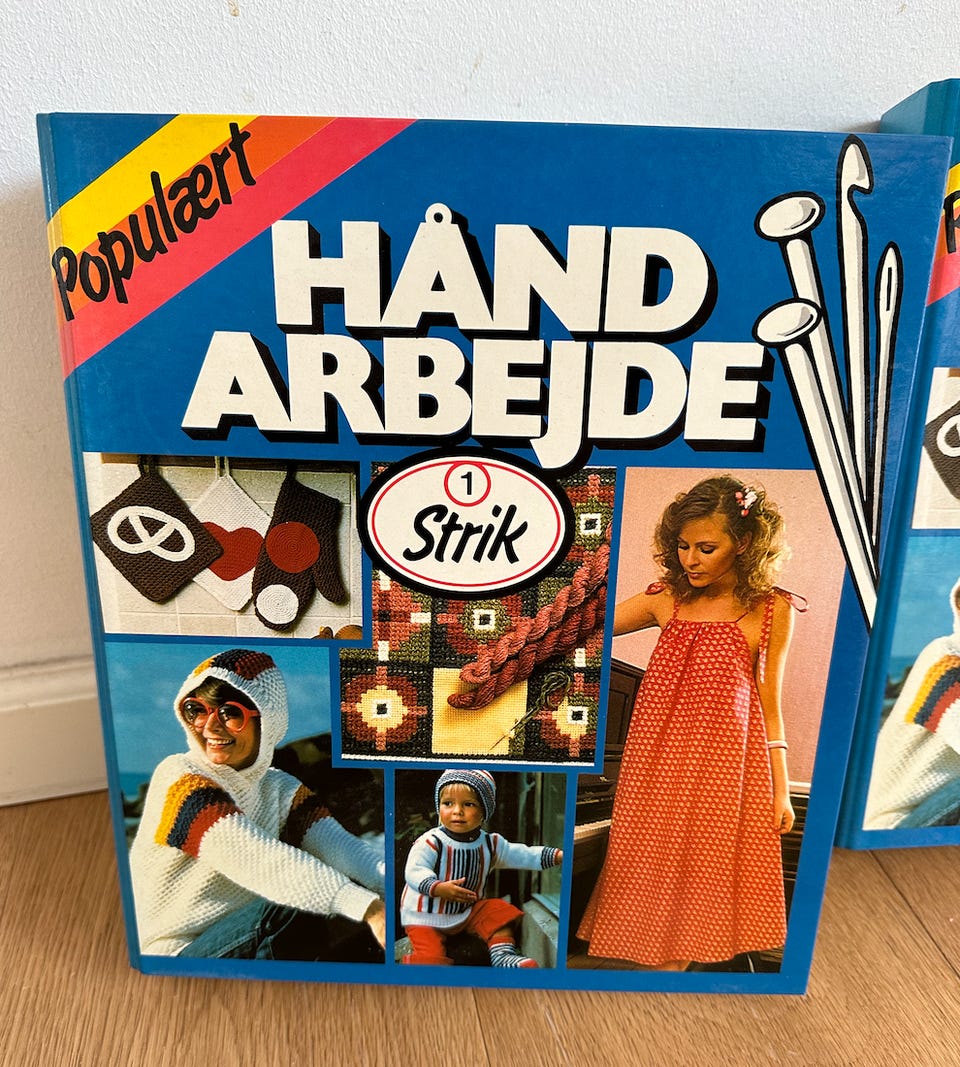 Populært
HÅND
ARBEJDE
1
Strik